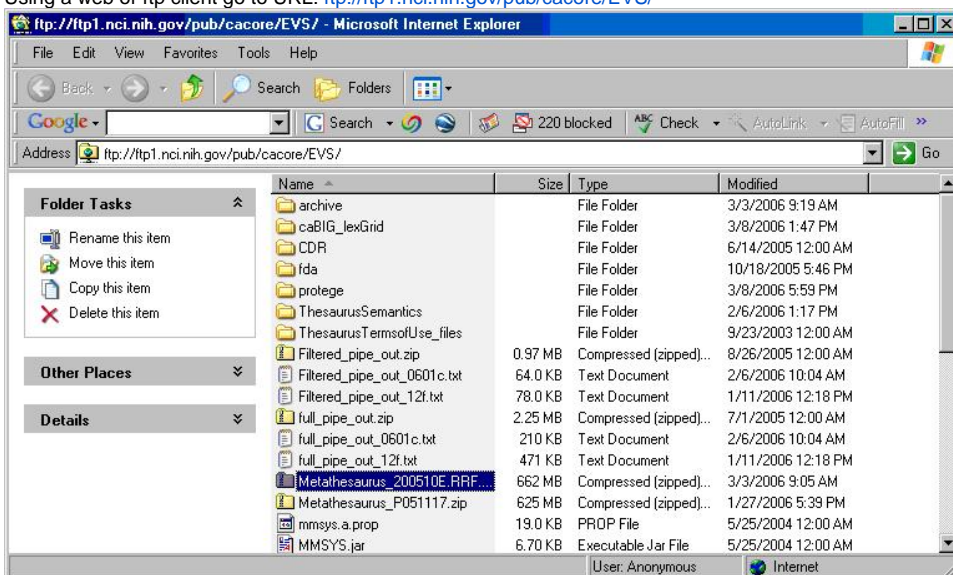 Using a web or ftp client go to URL: ftp://ftp1.nci.nih.gov/pub/cacore/EVS/
ftp://ftp1.nci.nih.gov/pub/cacore/EVS/ - Microsoft Internet Explorer
File Edit View Favorites Tools Help
Back Search Folders
Google Search 220 blocked ABC Check AutoLink AutoFill
Address ftp://ftp1.nci.nih.gov/pub/cacore/EVS/ Go
Folder Tasks
Rename this item
Move this item
Copy this item
Delete this item
Other Places
Details
Name Size Type Modified
archive File Folder 3/3/2006 9:19 AM
caBIG_lexGrid File Folder 3/8/2006 1:47 PM
CDR File Folder 6/14/2005 12:00 AM
fda File Folder 10/18/2005 5:46 PM
protege File Folder 3/8/2006 5:59 PM
ThesaurusSemantics File Folder 2/6/2006 1:17 PM
ThesaurusTermsofUse_files File Folder 9/23/2003 12:00 AM
Filtered_pipe_out.zip 0.97 MB Compressed (zipped)... 8/26/2005 12:00 AM
Filtered_pipe_out_0601c.txt 64.0 KB Text Document 2/6/2006 10:04 AM
Filtered_pipe_out_12f.txt 78.0 KB Text Document 1/11/2006 12:18 PM
full_pipe_out.zip 2.25 MB Compressed (zipped)... 7/1/2005 12:00 AM
full_pipe_out_0601c.txt 210 KB Text Document 2/6/2006 10:04 AM
full_pipe_out_12f.txt 471 KB Text Document 1/11/2006 12:18 PM
Metathesaurus_200510E.RRF.... 662 MB Compressed (zipped)... 3/3/2006 9:05 AM
Metathesaurus_P051117.zip 625 MB Compressed (zipped)... 1/27/2006 5:39 PM
mmsys.a.prop 19.0 KB PROP File 5/25/2004 12:00 AM
MMSYS.jar 6.70 KB Executable Jar File 5/25/2004 12:00 AM
User: Anonymous Internet